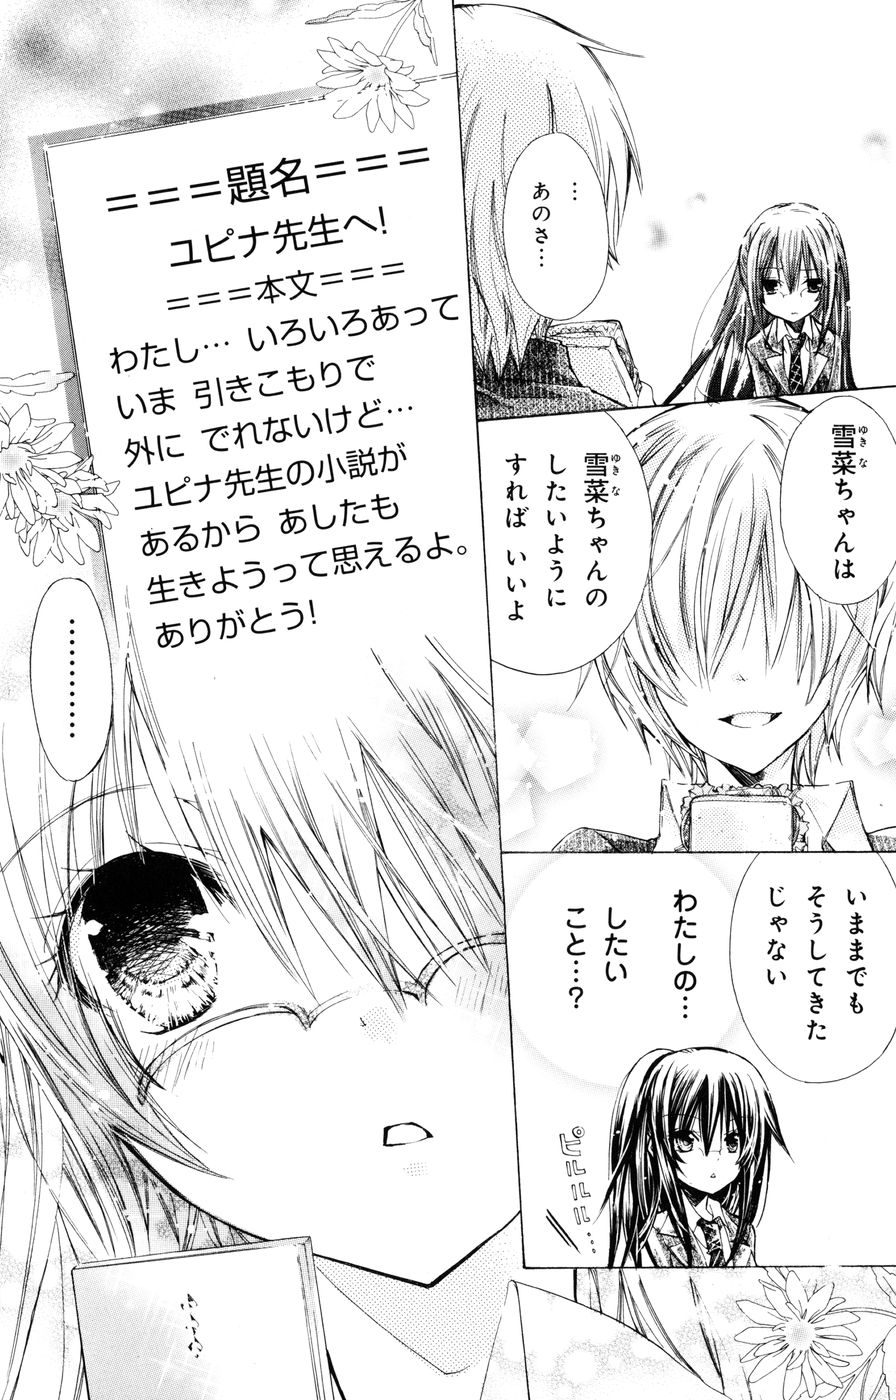 …
あのさ…
雪菜ちゃんは
雪菜ちゃんの
したいように
すれば いいよ
いままでも
そうしてきた
じゃない
わたしの…
したい
こと…?
ピルルルル…
===題名===
ユピナ先生へ!
===本文===
わたし… いろいろあって
いま 引きこもりで
外に でれないけど…
ユピナ先生の小説が
あるから あしたも
生きようって思えるよ。
ありがとう!
…………